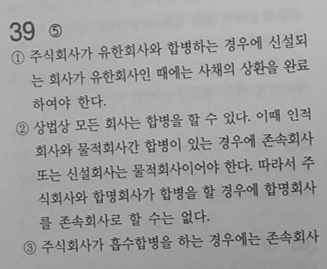 39 ⑤
① 주식회사가 유한회사와 합병하는 경우에 신설되
는 회사가 유한회사인 때에는 사채의 상환을 완료
하여야 한다.
② 상법상 모든 회사는 합병을 할 수 있다. 이때 인적
회사와 물적회사간 합병이 있는 경우에 존속회사
또는 신설회사는 물적회사이어야 한다. 따라서 주
식회사와 합명회사가 합병을 할 경우에 합명회사
를 존속회사로 할 수는 없다.
③ 주식회사가 흡수합병을 하는 경우에는 존속회사